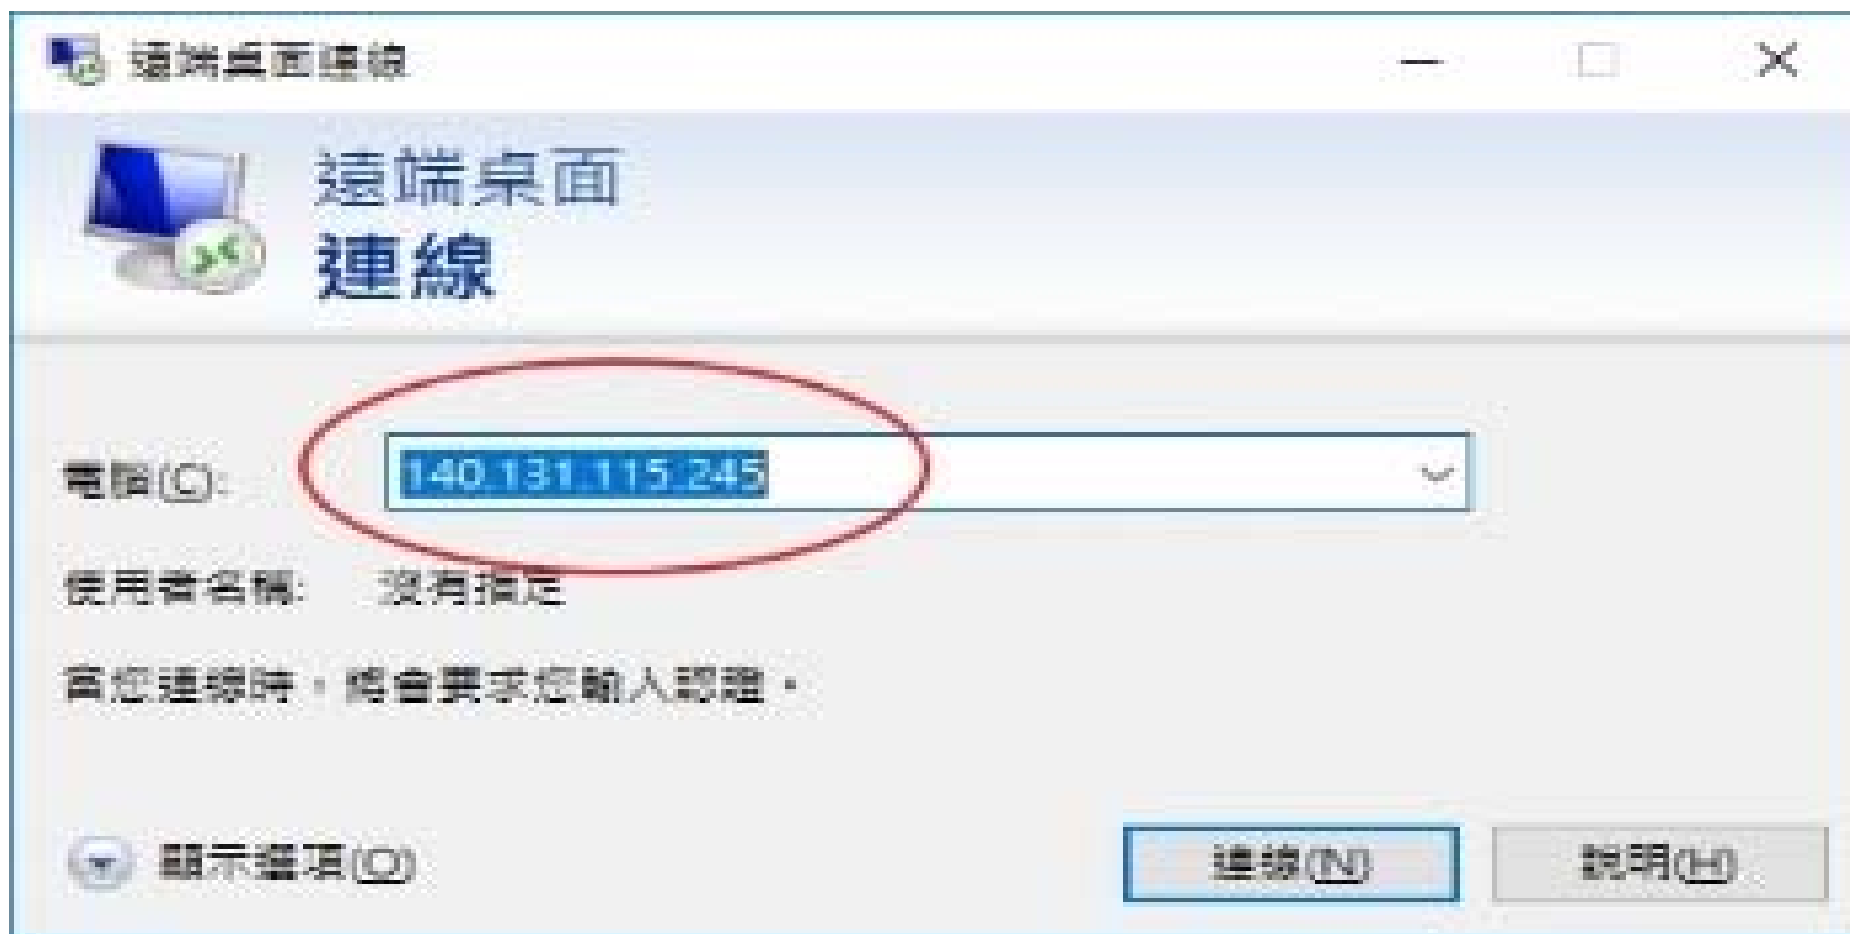 遠端桌面連線
遠端桌面
連線
電腦(C):
140.131.115.245
使用者名稱: 沒有指定
當您連線時，將會要求您輸入認證。
顯示選項(O)
連線(N)
說明(H)